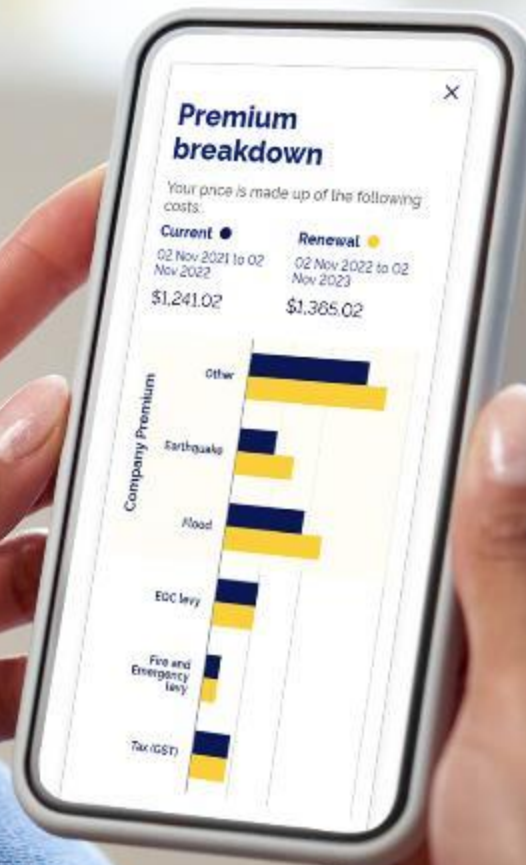 Premium
breakdown
Your price is made up of the following
costs:
Current
02 Nov 2021 to 02
Nov 2022
$1,241.02
Renewal
02 Nov 2022 to 02
Nov 2023
$1,365.02
Company Premium
Other
Earthquake
Flood
EQC levy
Fire and
Emergency
levy
Tax (GST)